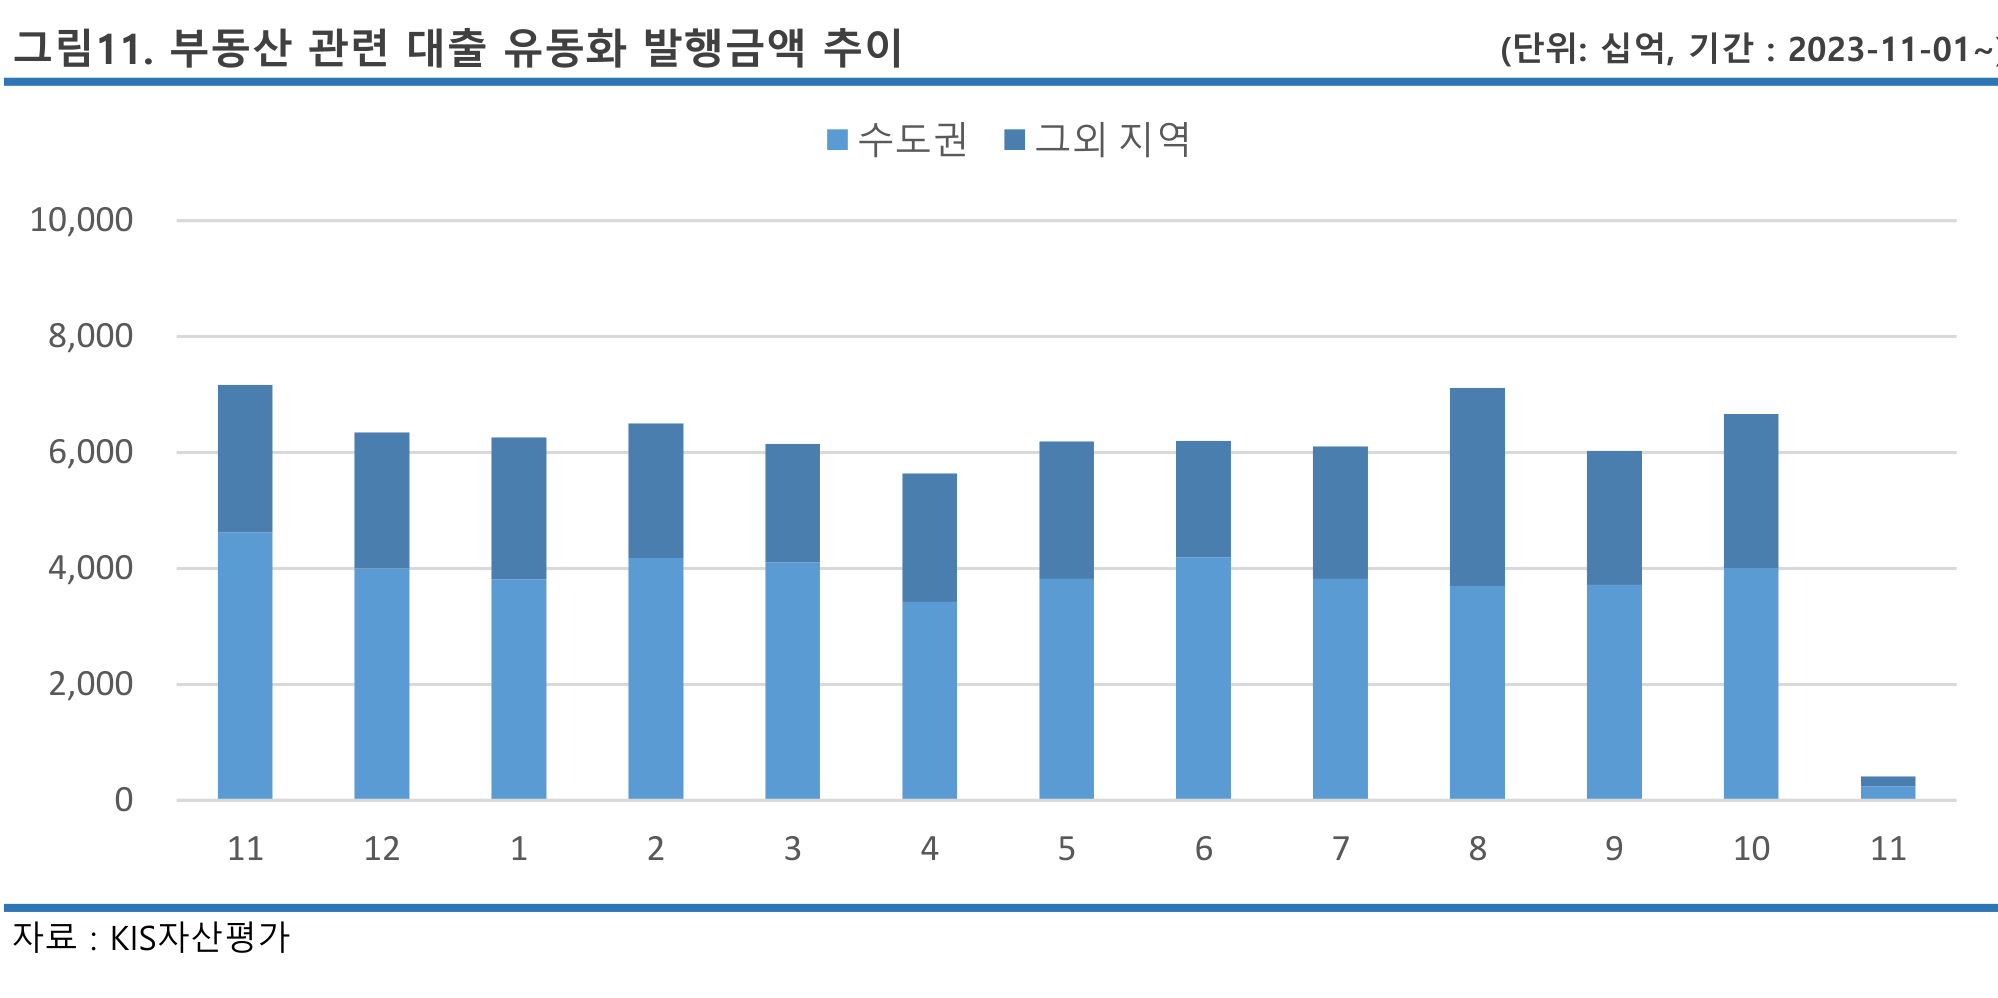 그림11. 부동산 관련 대출 유동화 발행금액 추이 (단위: 십억, 기간 : 2023-11-01~)
수도권 그외 지역
10,000
8,000
6,000
4,000
2,000
0
11 12 1 2 3 4 5 6 7 8 9 10 11
자료 : KIS자산평가